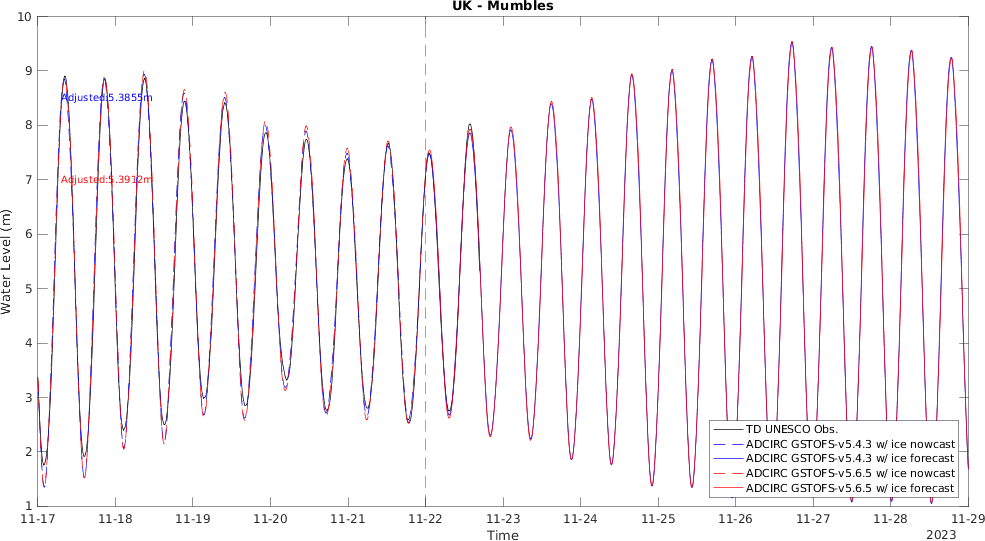 UK - Mumbles
10
9
8
7
6
5
4
3
2
1
Water Level (m)
Adjusted:5.3855m
Adjusted:5.3912m
TD UNESCO Obs.
ADCIRC GSTOFS-v5.4.3 w/ ice nowcast
ADCIRC GSTOFS-v5.4.3 w/ ice forecast
ADCIRC GSTOFS-v5.6.5 w/ ice nowcast
ADCIRC GSTOFS-v5.6.5 w/ ice forecast
11-17 11-18 11-19 11-20 11-21 11-22 11-23 11-24 11-25 11-26 11-27 11-28 11-29
Time
2023